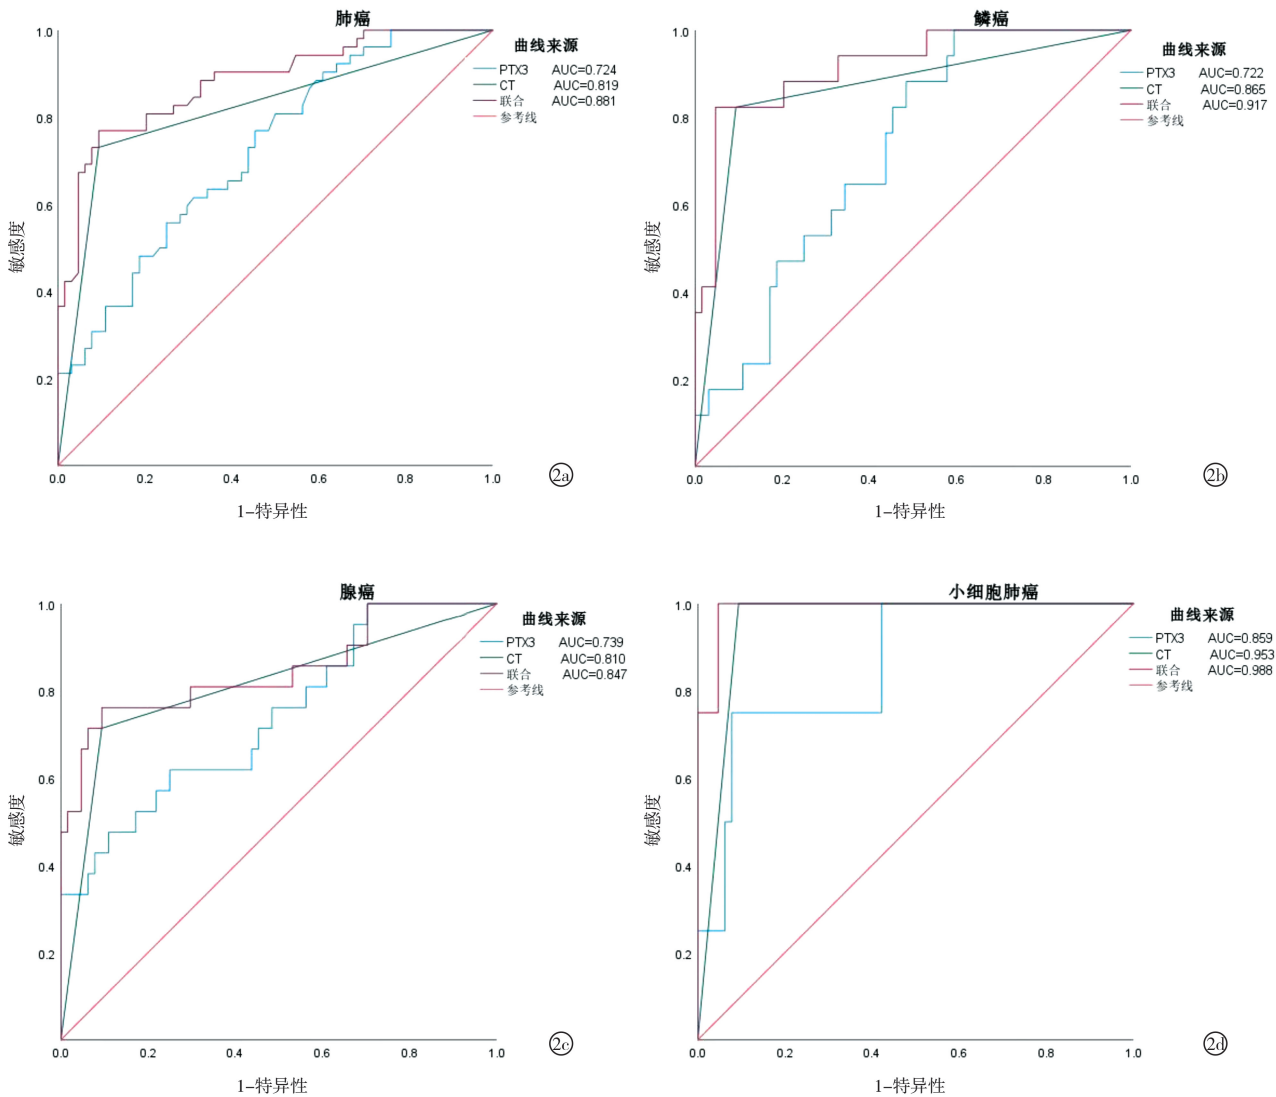 肺癌
曲线来源
PTX3 AUC=0.724
CT AUC=0.819
联合 AUC=0.881
参考线
敏感度
1.0
0.8
0.6
0.4
0.2
0.0 0.2 0.4 0.6 0.8 1.0
1-特异性
2a
鳞癌
曲线来源
PTX3 AUC=0.722
CT AUC=0.865
联合 AUC=0.917
参考线
敏感度
1.0
0.8
0.6
0.4
0.2
0.0 0.2 0.4 0.6 0.8 1.0
1-特异性
2b
腺癌
曲线来源
PTX3 AUC=0.739
CT AUC=0.810
联合 AUC=0.847
参考线
敏感度
1.0
0.8
0.6
0.4
0.2
0.0 0.2 0.4 0.6 0.8 1.0
1-特异性
2c
小细胞肺癌
曲线来源
PTX3 AUC=0.859
CT AUC=0.953
联合 AUC=0.988
参考线
敏感度
1.0
0.8
0.6
0.4
0.2
0.0 0.2 0.4 0.6 0.8 1.0
1-特异性
2d